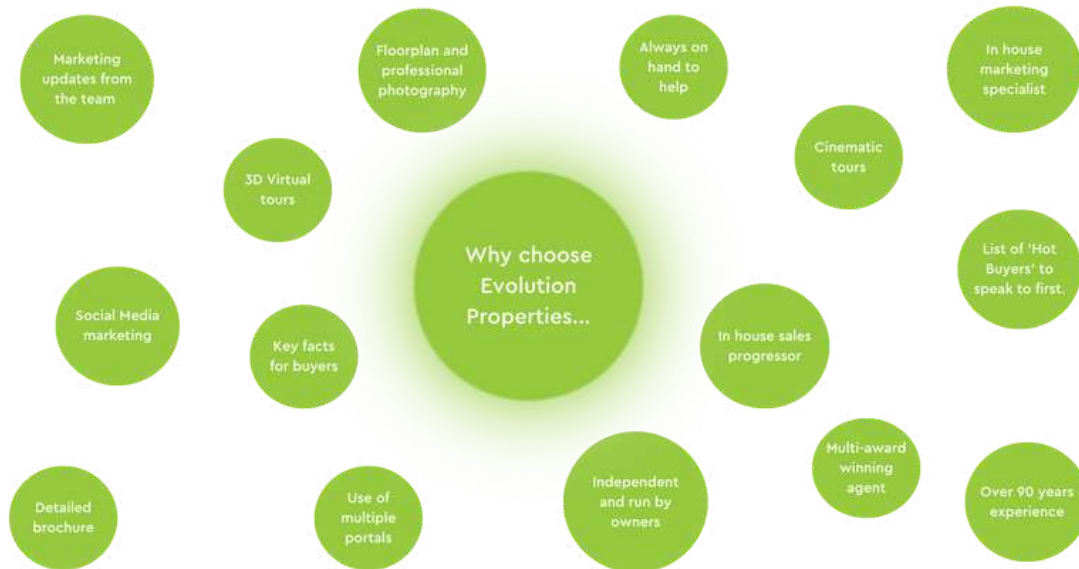 Marketing
updates from
the team
Floorplan and
professional
photography
Always on
hand to
help
In house
marketing
specialist
Cinematic
tours
3D Virtual
tours
Why choose
Evolution
Properties...
List of 'Hot
Buyers' to
speak to first.
Social Media
marketing
Key facts
for buyers
In house sales
progressor
Multi-award
winning
agent
Independent
and run by
owners
Over 90 years
experience
Detailed
brochure
Use of
multiple
portals